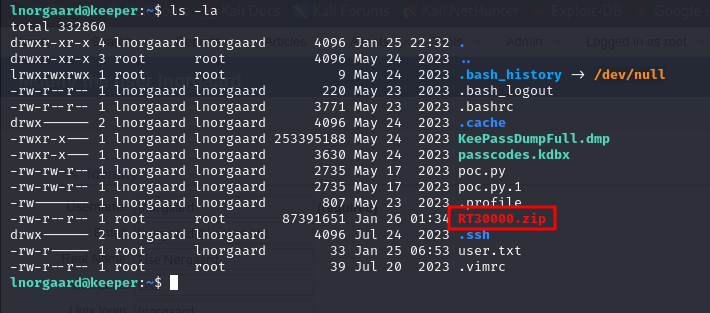 lnorgaard@keeper:~$ ls -la
total 332860
drwxr-xr-x 4 lnorgaard lnorgaard      4096 Jan 25 22:32 .
drwxr-xr-x 3 root      root           4096 May 24  2023 ..
lrwxrwxrwx 1 root      root              9 May 24  2023 .bash_history -> /dev/null
-rw-r--r-- 1 lnorgaard lnorgaard       220 May 23  2023 .bash_logout
-rw-r--r-- 1 lnorgaard lnorgaard      3771 May 23  2023 .bashrc
drwx------ 2 lnorgaard lnorgaard      4096 May 24  2023 .cache
-rwxr-x--- 1 lnorgaard lnorgaard 253395188 May 24  2023 KeePassDumpFull.dmp
-rwxr-x--- 1 lnorgaard lnorgaard      3630 May 24  2023 passcodes.kdbx
-rw-rw-r-- 1 lnorgaard lnorgaard      2735 May 17  2023 poc.py
-rw-rw-r-- 1 lnorgaard lnorgaard      2735 May 17  2023 poc.py.1
-rw------- 1 lnorgaard lnorgaard       807 May 23  2023 .profile
-rw-r--r-- 1 root      root       87391651 Jan 26 01:34 RT30000.zip
drwx------ 2 lnorgaard lnorgaard      4096 Jul 24  2023 .ssh
-rw-r----- 1 root      lnorgaard        33 Jan 25 06:53 user.txt
-rw-r--r-- 1 root      root             39 Jul 20  2023 .vimrc
lnorgaard@keeper:~$